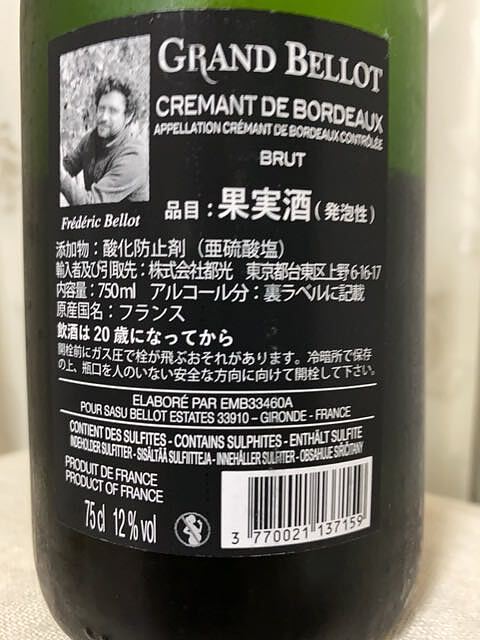 GRAND BELLOT
CREMANT DE BORDEAUX
APPELLATION CRÉMANT DE BORDEAUX CONTRÔLÉE
BRUT
Frédéric Bellot
品目：果実酒（発泡性）
添加物：酸化防止剤（亜硫酸塩）
輸入者及び引取先：株式会社都光 東京都台東区上野6-16-17
内容量：750ml アルコール分：裏ラベルに記載
原産国名：フランス
飲酒は20歳になってから
開栓前にガス圧で栓が飛ぶおそれがあります。冷暗所で保存
の上、瓶口を人のいない安全な方向に向けて開栓して下さい。
ELABORÉ PAR EMB33460A
POUR SASU BELLOT ESTATES 33910 – GIRONDE - FRANCE
CONTIENT DES SULFITES - CONTAINS SULPHITES - ENTHÄLT SULFITE
INDEHOLDER SULFITTER - SISÄLTÄÄ SULFIITTEJA - INNEHÅLLER SULFITER - OBSAHUJE SIŘIČITANY
PRODUIT DE FRANCE
PRODUCT OF FRANCE
75 cl 12 % vol
3 770021 137159